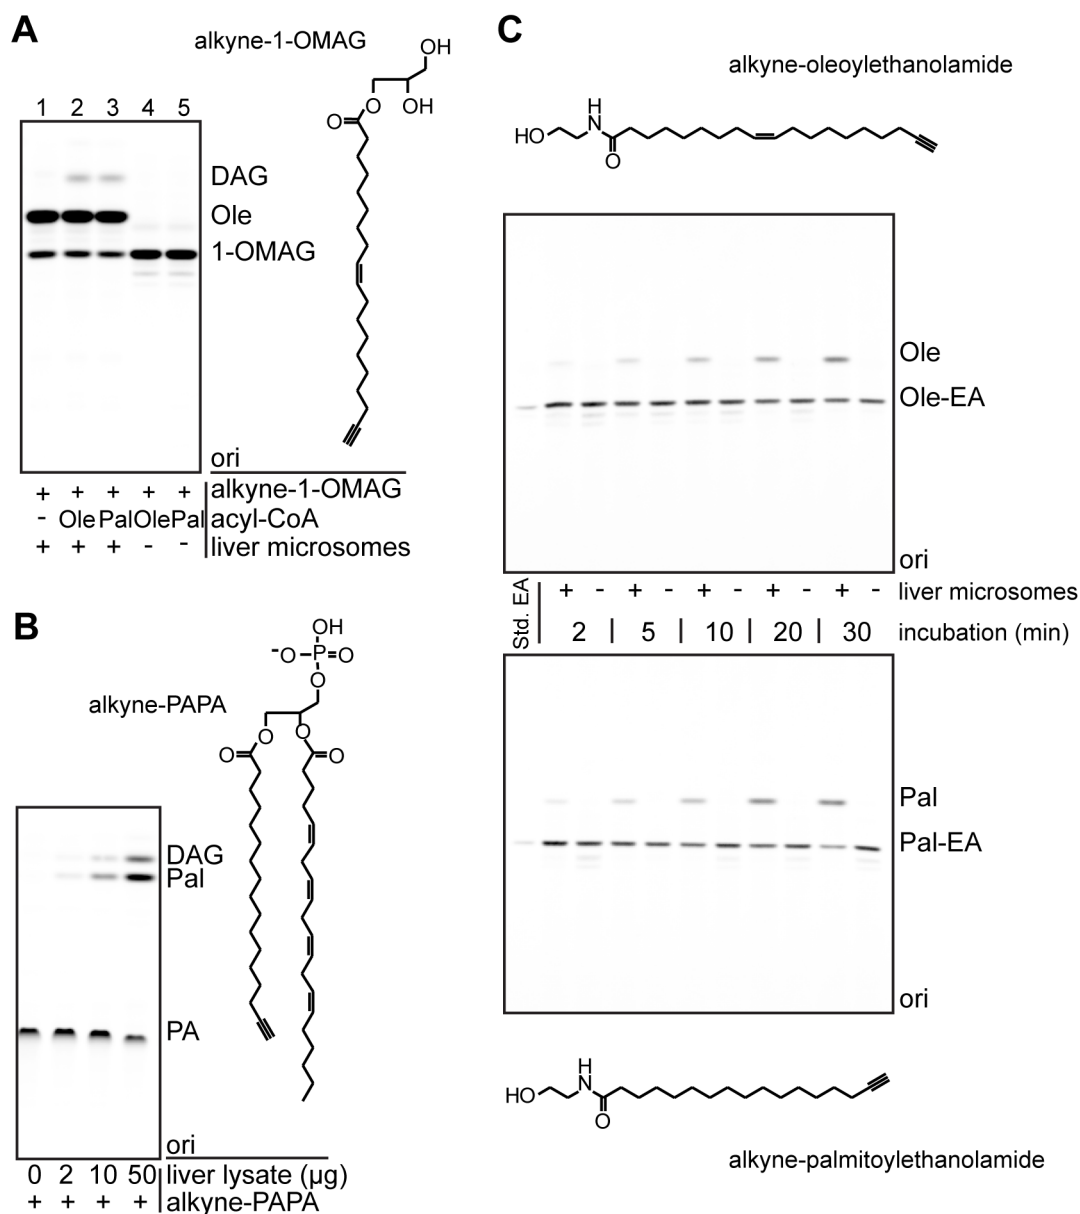 A
alkyne-1-OMAG
OH
O
OH
O
1 2 3 4 5
DAG
Ole
1-OMAG
ori
+ + + + + alkyne-1-OMAG
- Ole Pal Ole Pal acyl-CoA
+ + + - - liver microsomes
B
alkyne-PAPA
OH
-O P O
O
O O
O O
DAG
Pal
PA
ori
0 2 10 50 liver lysate (µg)
+ + + + alkyne-PAPA
C
alkyne-oleoylethanolamide
H
HO N
O
Ole
Ole-EA
ori
Std. EA
+ - + - + - + - + - liver microsomes
2 | 5 | 10 | 20 | 30 incubation (min)
Pal
Pal-EA
ori
H
HO N
O
alkyne-palmitoylethanolamide